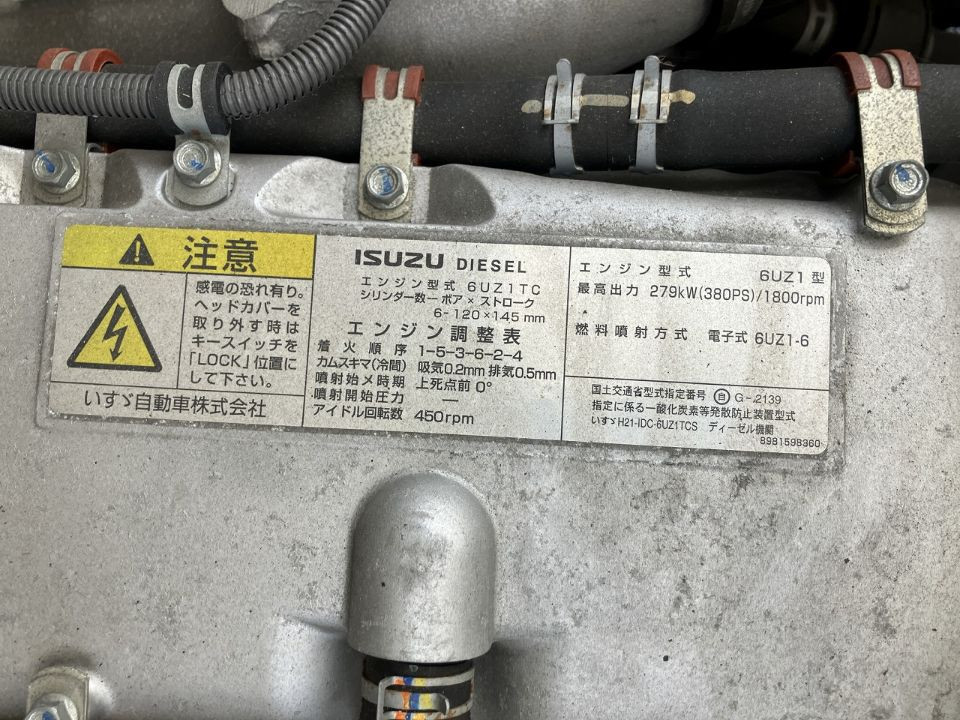 注意
感電の恐れ有り。
ヘッドカバーを
取り外す時は
キースイッチを
「LOCK」位置に
して下さい。
いすゞ自動車株式会社
ISUZU DIESEL
エンジン型式 6UZ1TC
シリンダー数ーボア×ストローク
6-120×145mm
エンジン調整表
着火順序 1-5-3-6-2-4
カムスキマ(冷間) 吸気0.2mm 排気0.5mm
噴射始メ時期 上死点前 0°
噴射開始圧力 ―
アイドル回転数 450rpm
エンジン型式 6UZ1型
最高出力 279kW(380PS)/1800rpm
燃料噴射方式 電子式 6UZ1-6
国土交通省型式指定番号 自 G-2139
指定に係る一酸化炭素等発散防止装置型式
いすゞH21-IDC-6UZ1TCS ディーゼル機関
8981598360